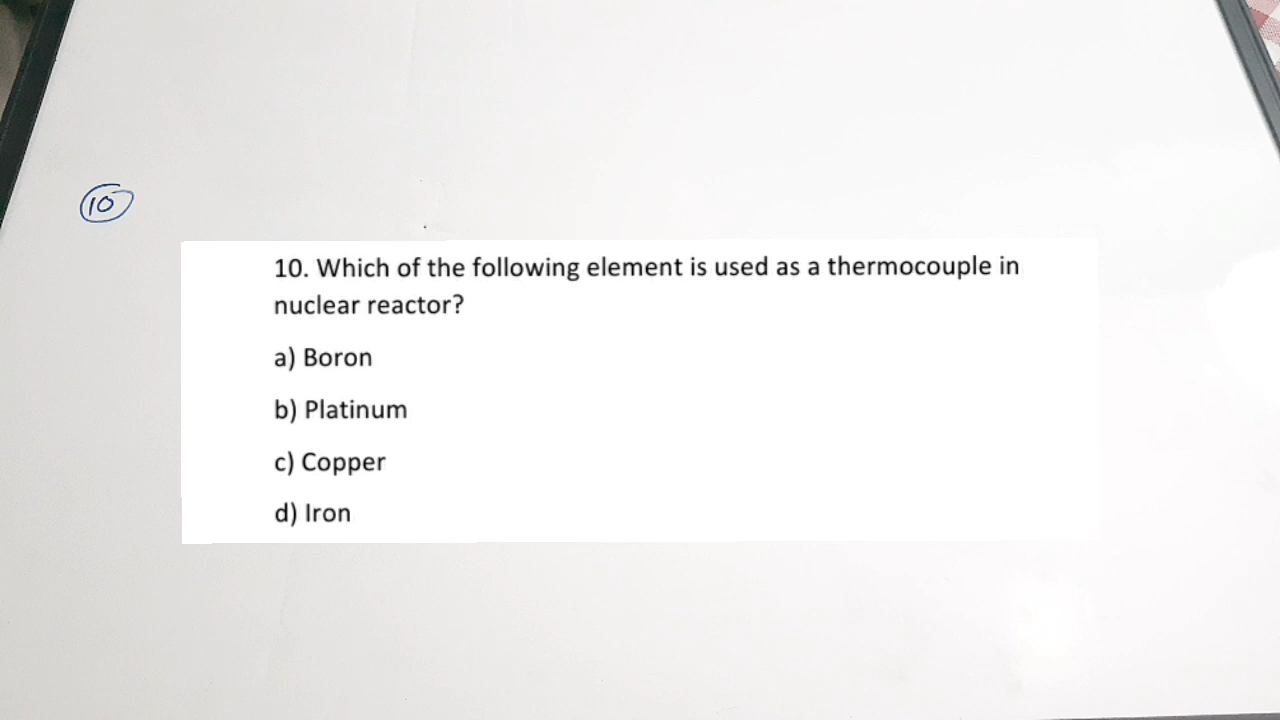 10
10. Which of the following element is used as a thermocouple in
nuclear reactor?
a) Boron
b) Platinum
c) Copper
d) Iron